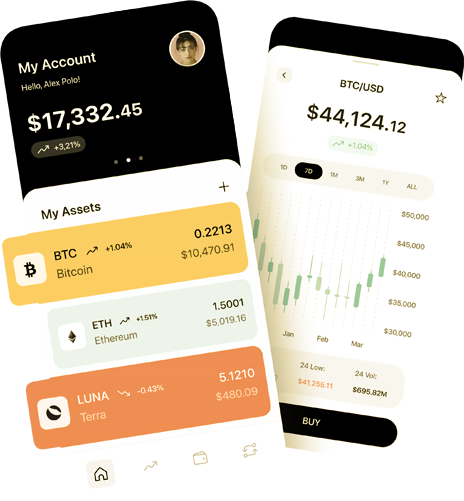 My Account
Hello, Alex Polo!
$17,332.45
+3,21%
My Assets
BTC +1.04%
Bitcoin
0.2213
$10,470.91
ETH +1.51%
Ethereum
1.5001
$5,019.16
LUNA -0.43%
Terra
5.1210
$480.09
BTC/USD
$44,124.12
+1.04%
1D 7D 1M 3M 1Y ALL
$50,000
$45,000
$40,000
$35,000
$30,000
Jan Feb Mar
24 Low: 24 Vol:
$41,255.11 $695.82M
BUY